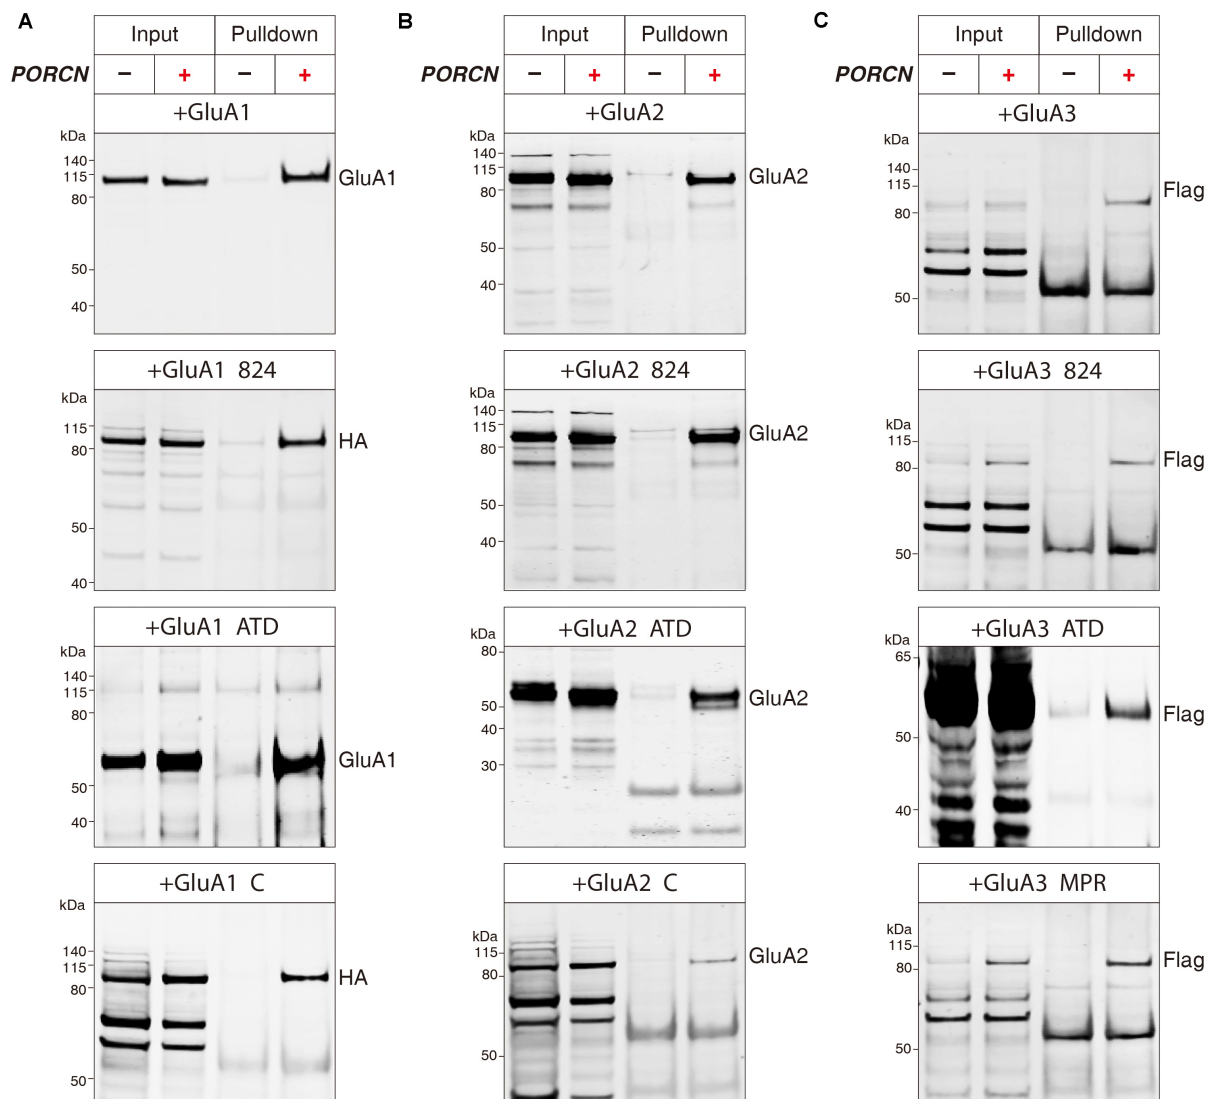 A
Input Pulldown
PORCN − + − +
+GluA1
kDa
140
115
80
50
40
GluA1
+GluA1 824
kDa
115
80
50
40
HA
+GluA1 ATD
kDa
140
115
80
50
40
GluA1
+GluA1 C
kDa
140
115
80
50
HA
B
Input Pulldown
PORCN − + − +
+GluA2
kDa
140
115
80
50
40
GluA2
+GluA2 824
kDa
140
115
80
50
40
GluA2
+GluA2 ATD
kDa
80
50
40
30
GluA2
+GluA2 C
kDa
115
80
50
GluA2
C
Input Pulldown
PORCN − + − +
+GluA3
kDa
140
115
80
50
Flag
+GluA3 824
kDa
115
80
50
Flag
+GluA3 ATD
kDa
65
50
40
Flag
+GluA3 MPR
kDa
115
80
50
Flag